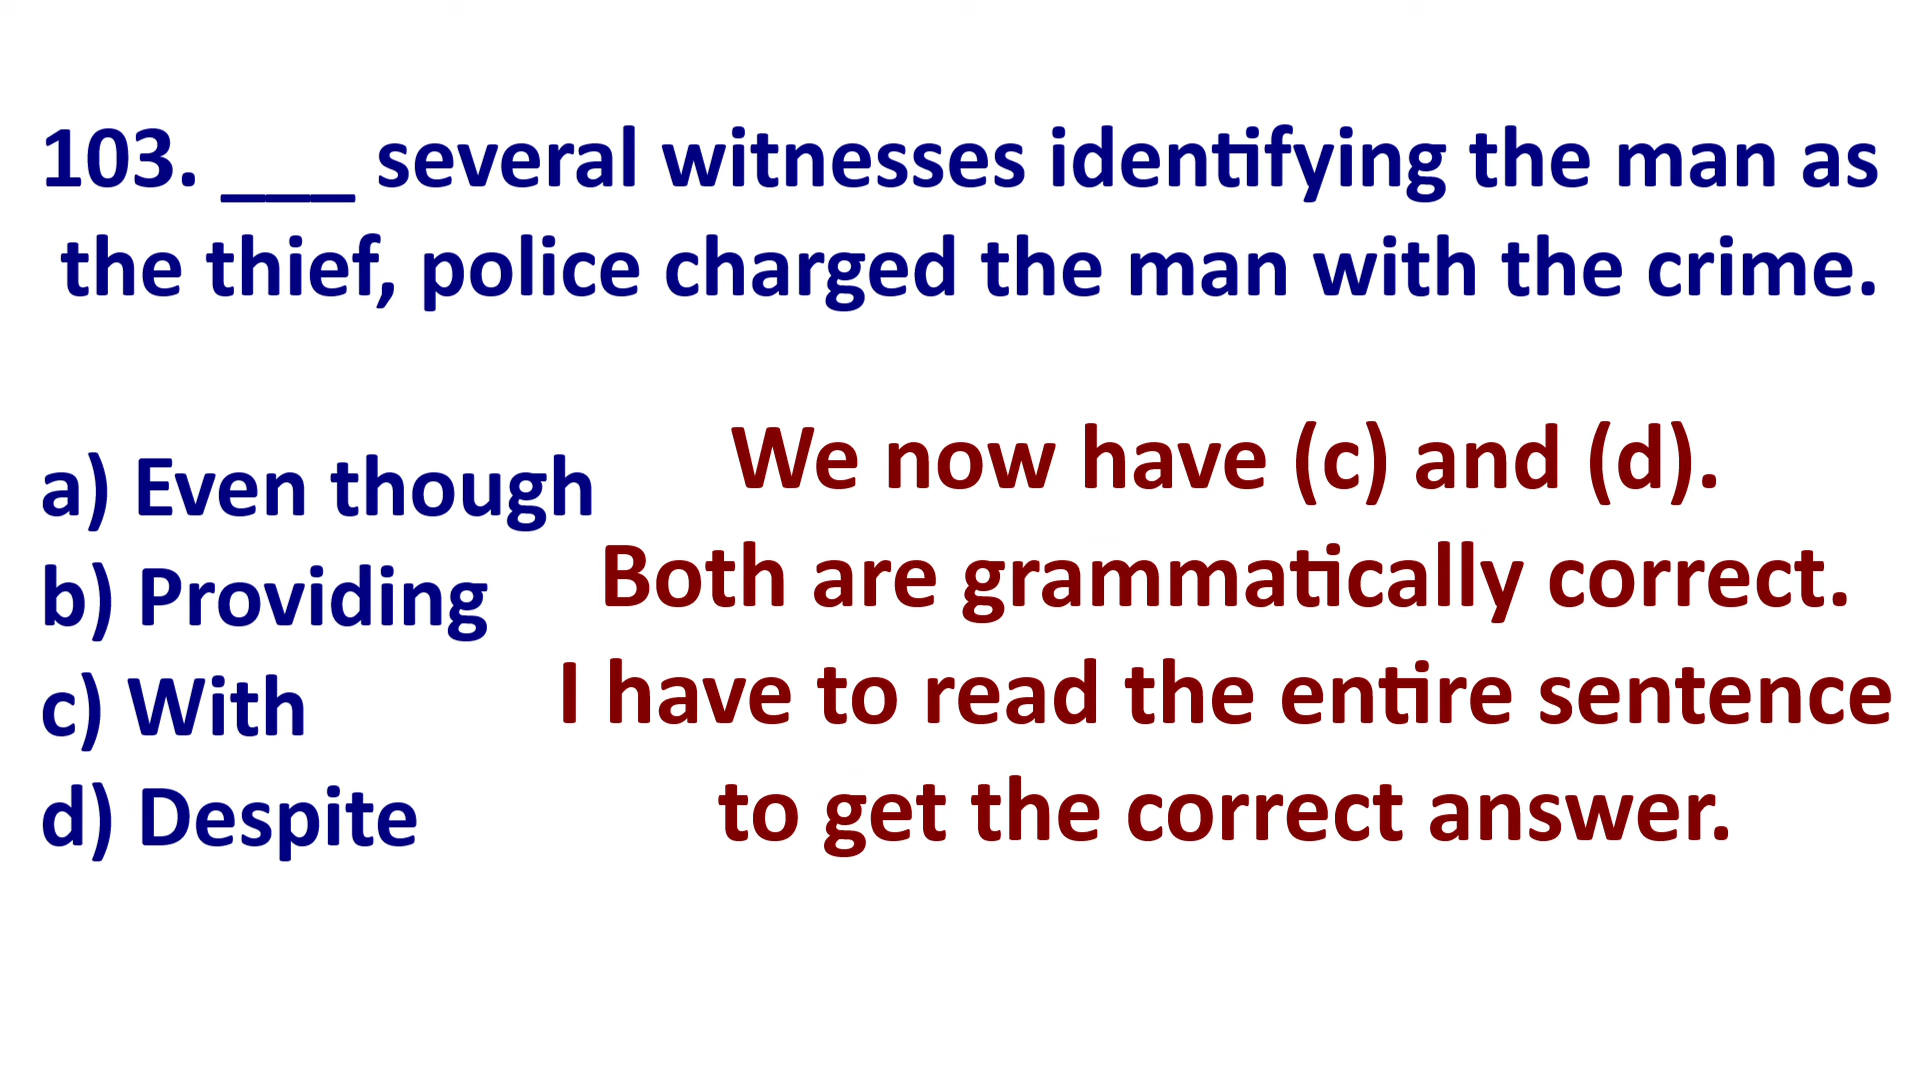 103. ___ several witnesses identifying the man as
the thief, police charged the man with the crime.
a) Even though
b) Providing
c) With
d) Despite
We now have (c) and (d).
Both are grammatically correct.
I have to read the entire sentence
to get the correct answer.